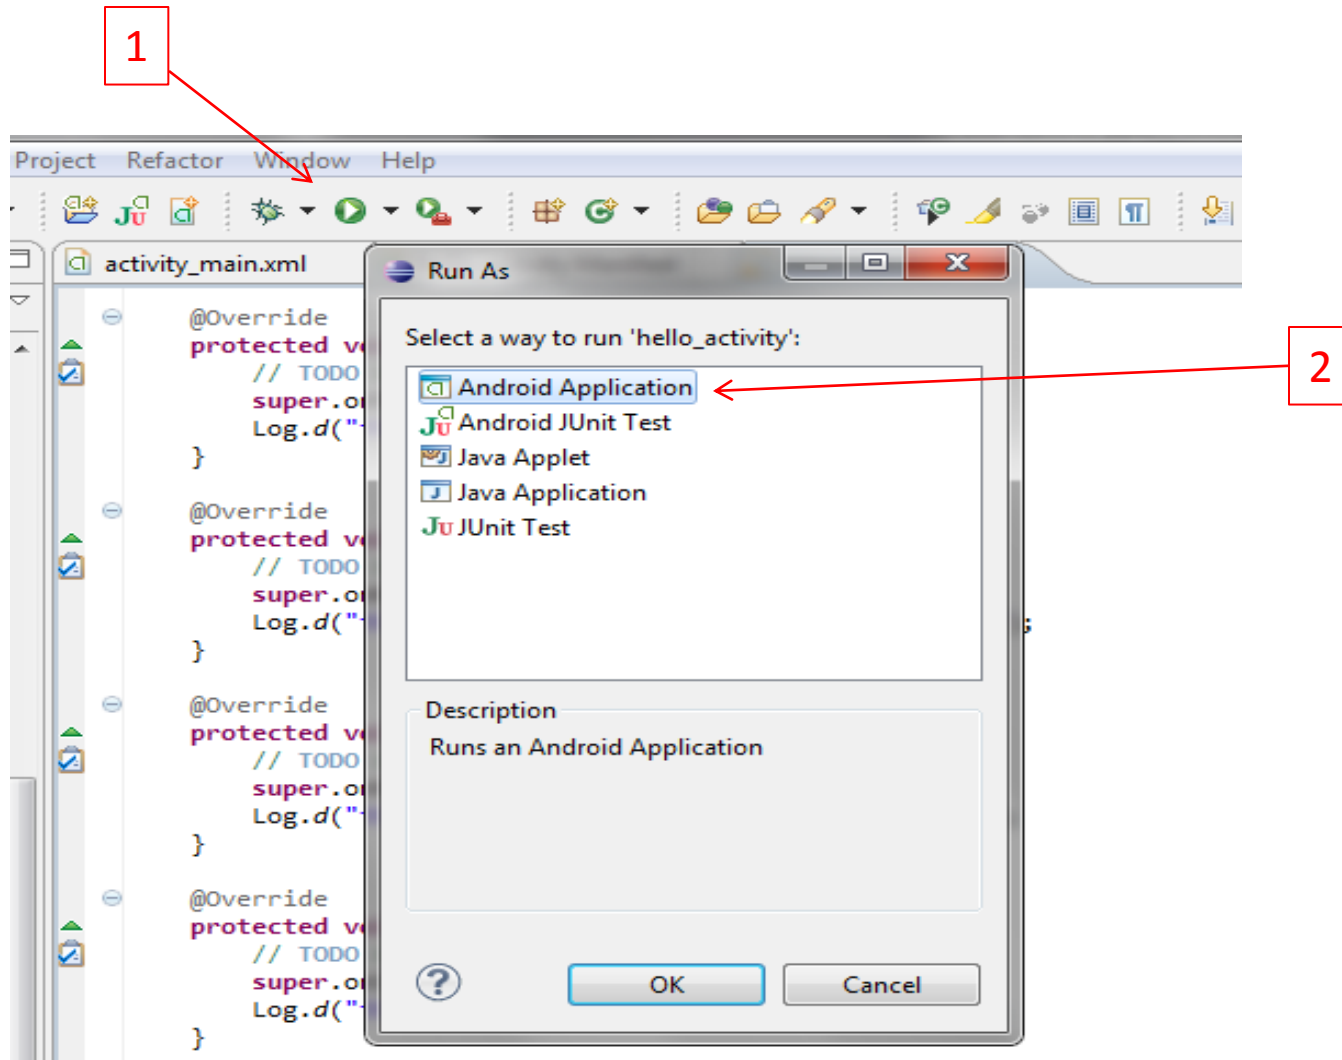 1
Project Refactor Window Help
activity_main.xml
Run As
Select a way to run 'hello_activity':
Android Application
2
Android JUnit Test
Java Applet
Java Application
JUnit Test
Description
Runs an Android Application
OK Cancel
@Override
protected
// TODO
super.
Log.d("
}
@Override
protected
// TODO
super.
Log.d("
;
}
@Override
protected
// TODO
super.
Log.d("
}
@Override
protected
// TODO
super.
Log.d("
}